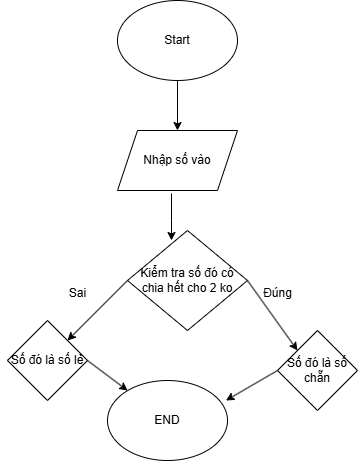 Start
Nhập số vào
Kiểm tra số đó có
chia hết cho 2 ko
Sai
Đúng
Số đó là số lẻ
Số đó là số
chẵn
END